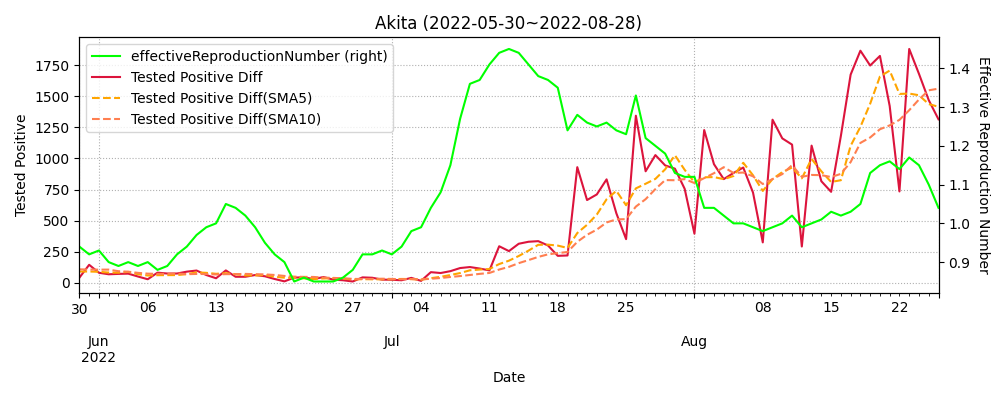 Akita (2022-05-30~2022-08-28)
effectiveReproductionNumber (right)
Tested Positive Diff
Tested Positive Diff(SMA5)
Tested Positive Diff(SMA10)
Tested Positive
1750
1500
1250
1000
750
500
250
0
1.4
1.3
1.2
1.1
1.0
0.9
Effective Reproduction Number
30 06 13 20 27 04 11 18 25 08 15 22
Jun Jul Aug
2022
Date